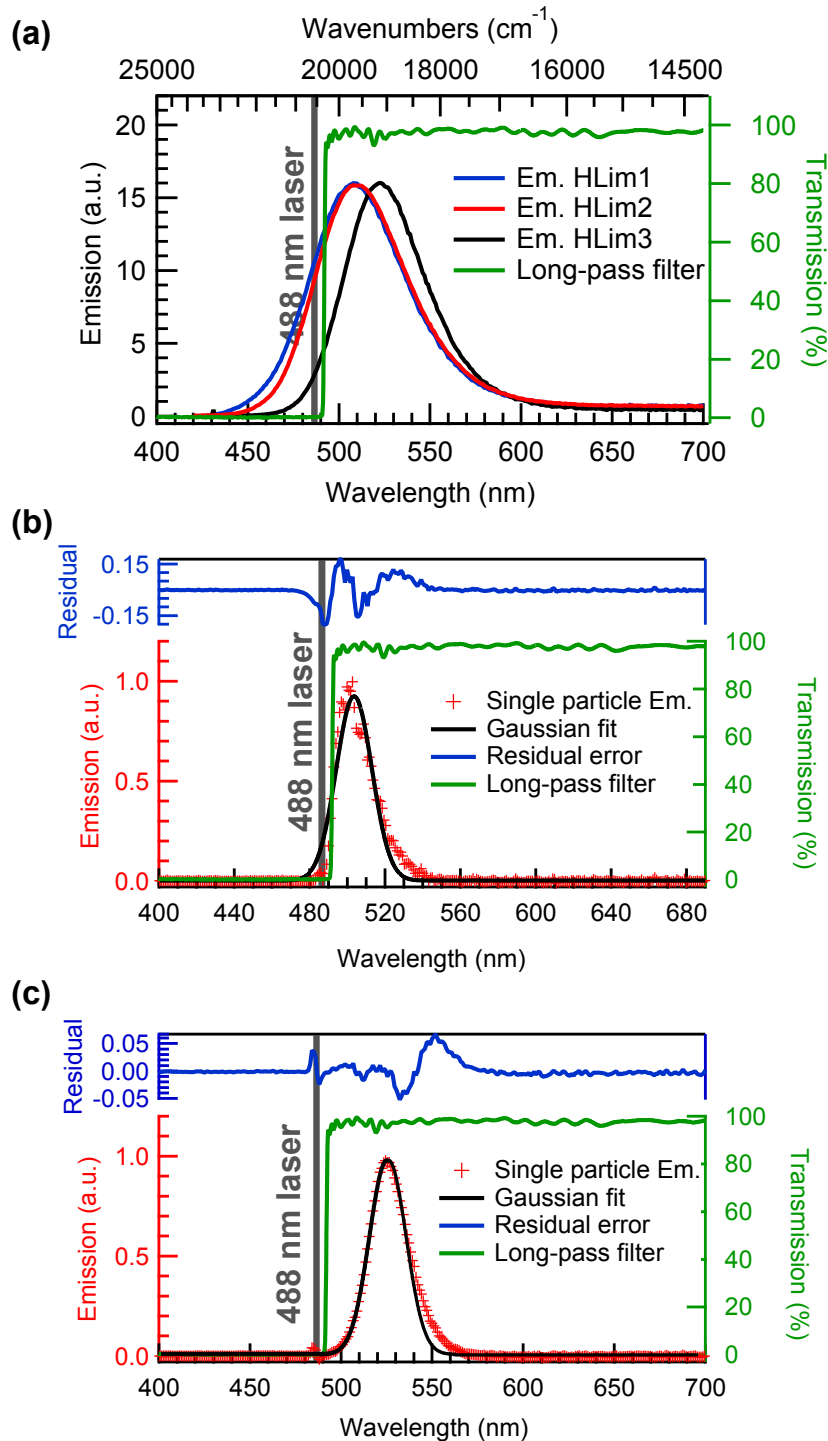 (a)
Wavenumbers (cm-1)
25000 20000 18000 16000 14000
20
15
10
5
0
Emission (a.u.)
488 nm laser
Em. HLim1
Em. HLim2
Em. HLim3
Long-pass filter
100
80
60
40
20
0
Transmission (%)
400 450 500 550 600 650 700
Wavelength (nm)
(b)
0.15
-0.15
Residual
1.0
0.5
0.0
Emission (a.u.)
488 nm laser
Single particle Em.
Gaussian fit
Residual error
Long-pass filter
100
80
60
40
20
0
Transmission (%)
400 440 480 520 560 600 640 680
Wavelength (nm)
(c)
0.05
0.00
-0.05
Residual
1.0
0.5
0.0
Emission (a.u.)
488 nm laser
Single particle Em.
Gaussian fit
Residual error
Long-pass filter
100
80
60
40
20
0
Transmission (%)
400 500 600 700
Wavelength (nm)